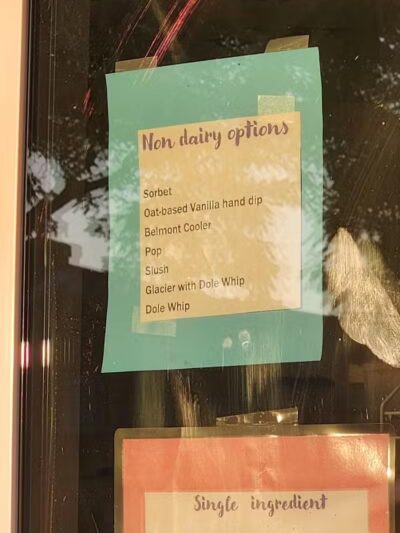 Non dairy options
Sorbet
Oat-based Vanilla hand dip
Belmont Cooler
Pop
Slush
Glacier with Dole Whip
Dole Whip
Single ingredient